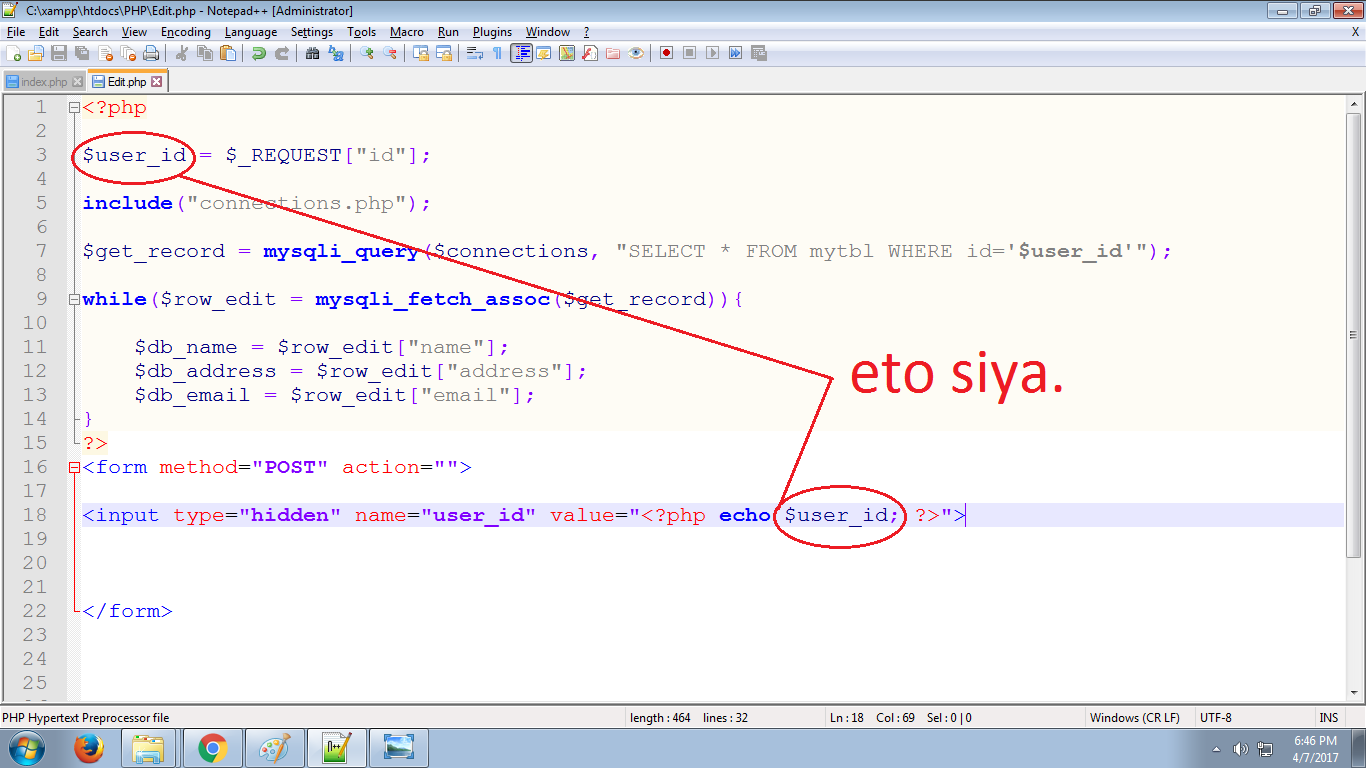 C:\xampp\htdocs\PHP\Edit.php - Notepad++ [Administrator]
File Edit Search View Encoding Language Settings Tools Macro Run Plugins Window ? X
index.php Edit.php
1 <?php
2
3 $user_id = $_REQUEST["id"];
4
5 include("connections.php");
6
7 $get_record = mysqli_query($connections, "SELECT * FROM mytbl WHERE id='$user_id'");
8
9 while($row_edit = mysqli_fetch_assoc($get_record)){
10
11 $db_name = $row_edit["name"];
eto siya.
12 $db_address = $row_edit["address"];
13 $db_email = $row_edit["email"];
14 }
15 ?>
16 <form method="POST" action="">
17
18 <input type="hidden" name="user_id" value="<?php echo $user_id; ?>">
19
20
21
22 </form>
23
24
25
PHP Hypertext Preprocessor file length : 464 lines : 32 Ln : 18 Col : 69 Sel : 0 | 0 Windows (CR LF) UTF-8 INS
6:46 PM
4/7/2017